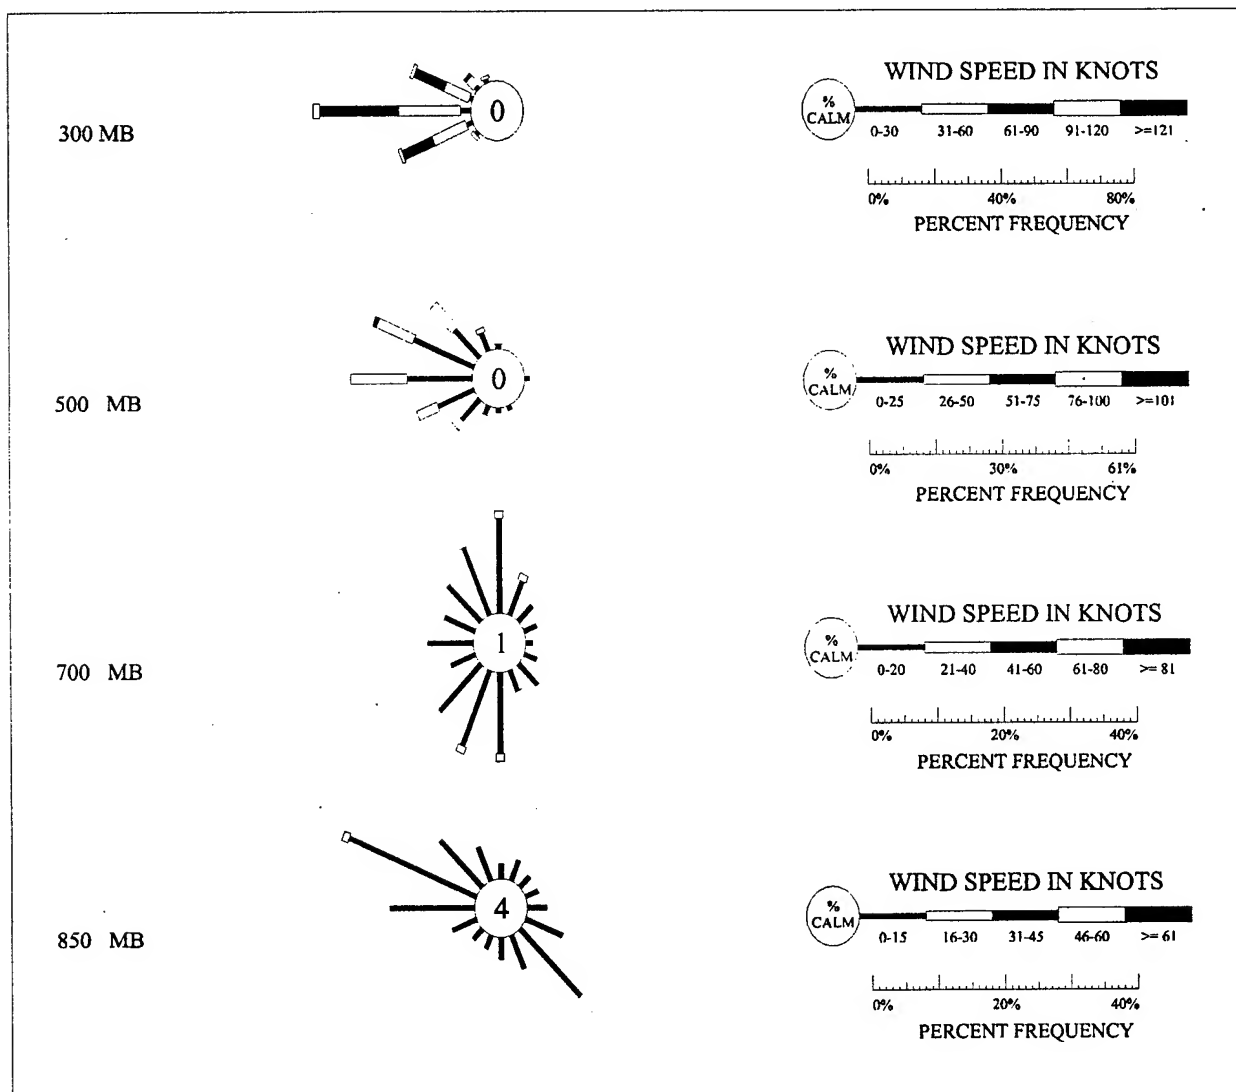 300 MB
0
WIND SPEED IN KNOTS
% CALM
0-30 31-60 61-90 91-120 >=121
0% 40% 80%
PERCENT FREQUENCY
500 MB
0
WIND SPEED IN KNOTS
% CALM
0-25 26-50 51-75 76-100 >=101
0% 30% 61%
PERCENT FREQUENCY
700 MB
1
WIND SPEED IN KNOTS
% CALM
0-20 21-40 41-60 61-80 >= 81
0% 20% 40%
PERCENT FREQUENCY
850 MB
4
WIND SPEED IN KNOTS
% CALM
0-15 16-30 31-45 46-60 >= 61
0% 20% 40%
PERCENT FREQUENCY